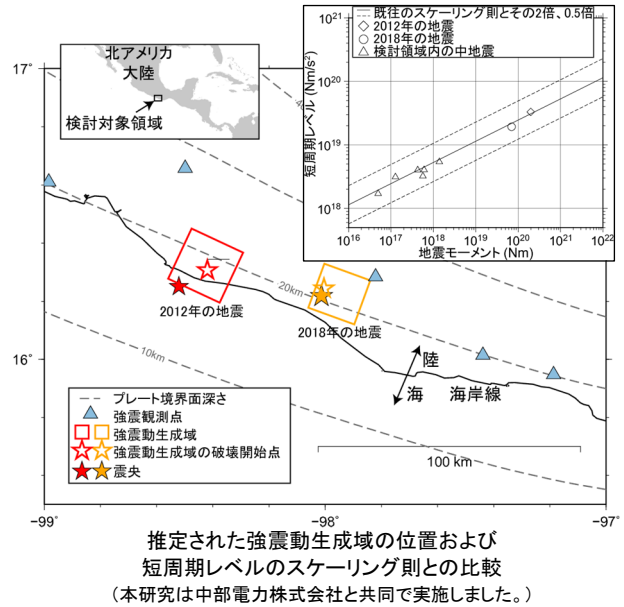 北アメリカ
大陸
検討対象領域
既往のスケーリング則とその2倍、0.5倍
2012年の地震
2018年の地震
検討領域内の中地震
短周期レベル (Nm/s²)
10²¹
10²⁰
10¹⁹
10¹⁸
10¹⁶ 10¹⁷ 10¹⁸ 10¹⁹ 10²⁰ 10²¹ 10²²
地震モーメント (Nm)
17°
16°
20km
10km
2012年の地震
2018年の地震
陸
海 海岸線
プレート境界面深さ
強震観測点
強震動生成域
強震動生成域の破壊開始点
震央
100 km
−99° −98° −97°
推定された強震動生成域の位置および
短周期レベルのスケーリング則との比較
(本研究は中部電力株式会社と共同で実施しました。)